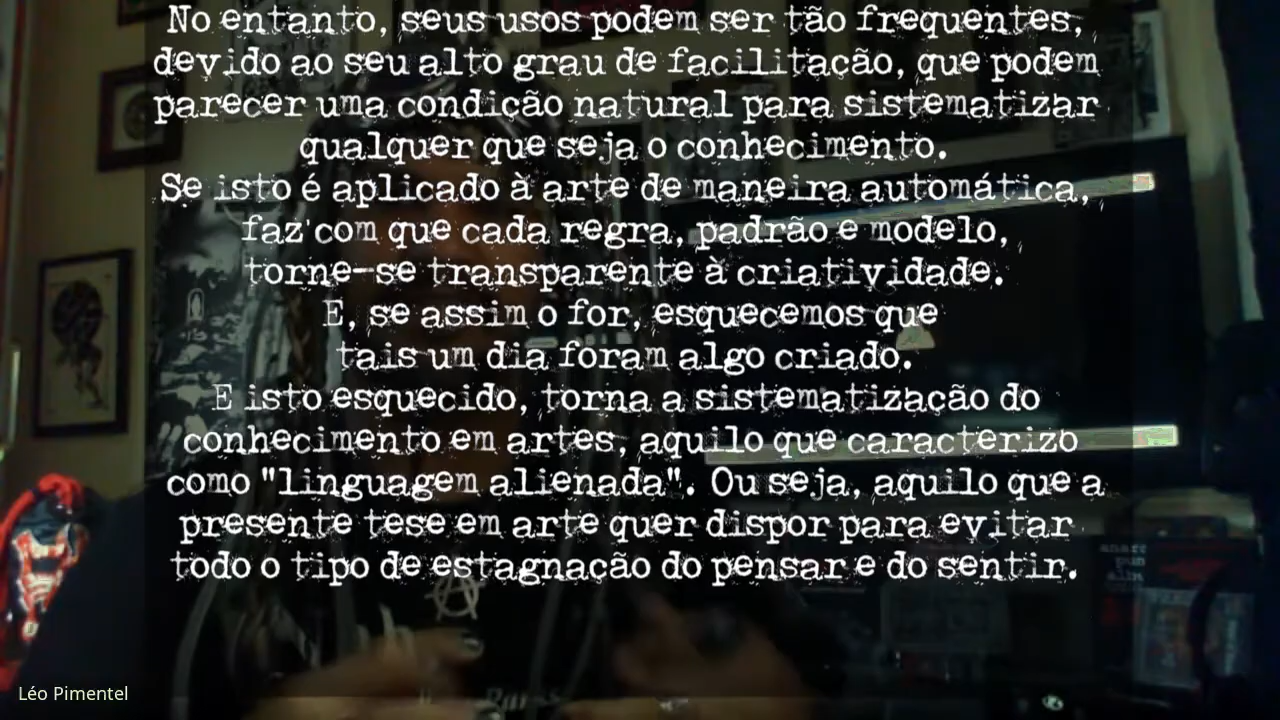 No entanto, seus usos podem ser tão frequentes,
devido ao seu alto grau de facilitação, que podem
parecer uma condição natural para sistematizar
qualquer que seja o conhecimento.
Se isto é aplicado à arte de maneira automática,
faz com que cada regra, padrão e modelo,
torne-se transparente à criatividade.
E, se assim o for, esquecemos que
tais um dia foram algo criado.
E isto esquecido, torna a sistematização do
conhecimento em artes, aquilo que caracterizo
como "linguagem alienada". Ou seja, aquilo que a
presente tese em arte quer dispor para evitar
todo o tipo de estagnação do pensar e do sentir.
Léo Pimentel